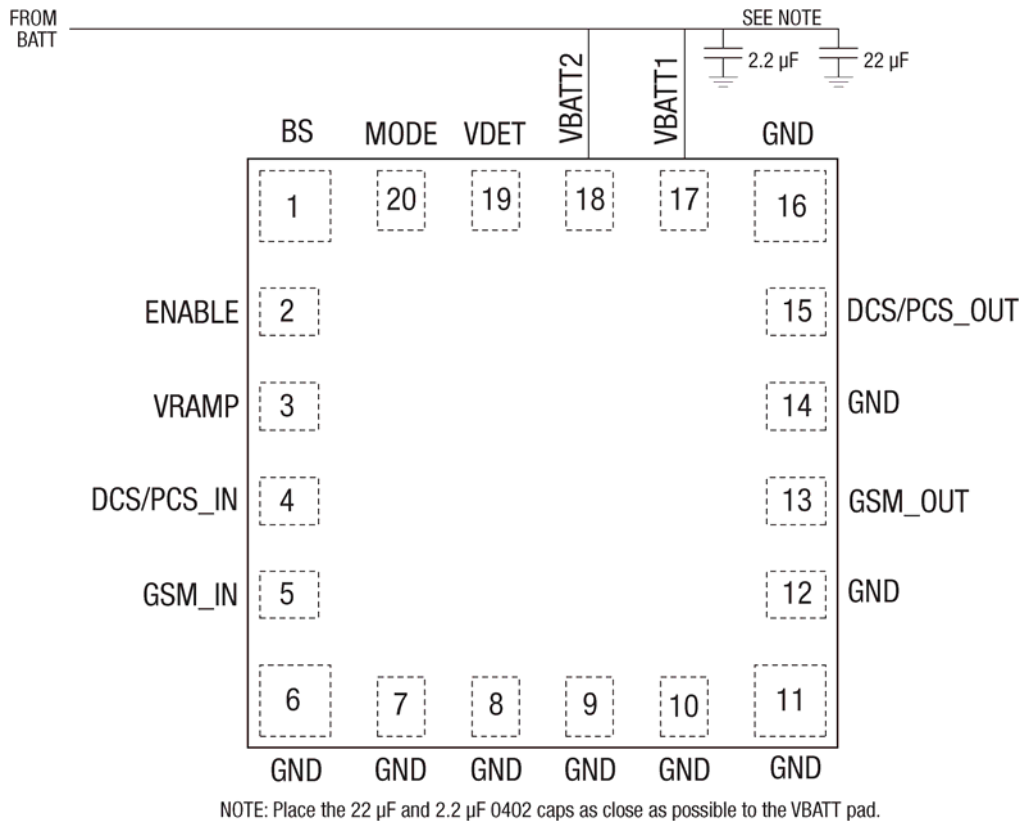 FROM
BATT
SEE NOTE
2.2 µF
22 µF
VBATT2
VBATT1
BS
MODE
VDET
GND
1
20
19
18
17
16
ENABLE
2
15
DCS/PCS_OUT
VRAMP
3
14
GND
DCS/PCS_IN
4
13
GSM_OUT
GSM_IN
5
12
GND
6
7
8
9
10
11
GND
GND
GND
GND
GND
GND
NOTE: Place the 22 µF and 2.2 µF 0402 caps as close as possible to the VBATT pad.